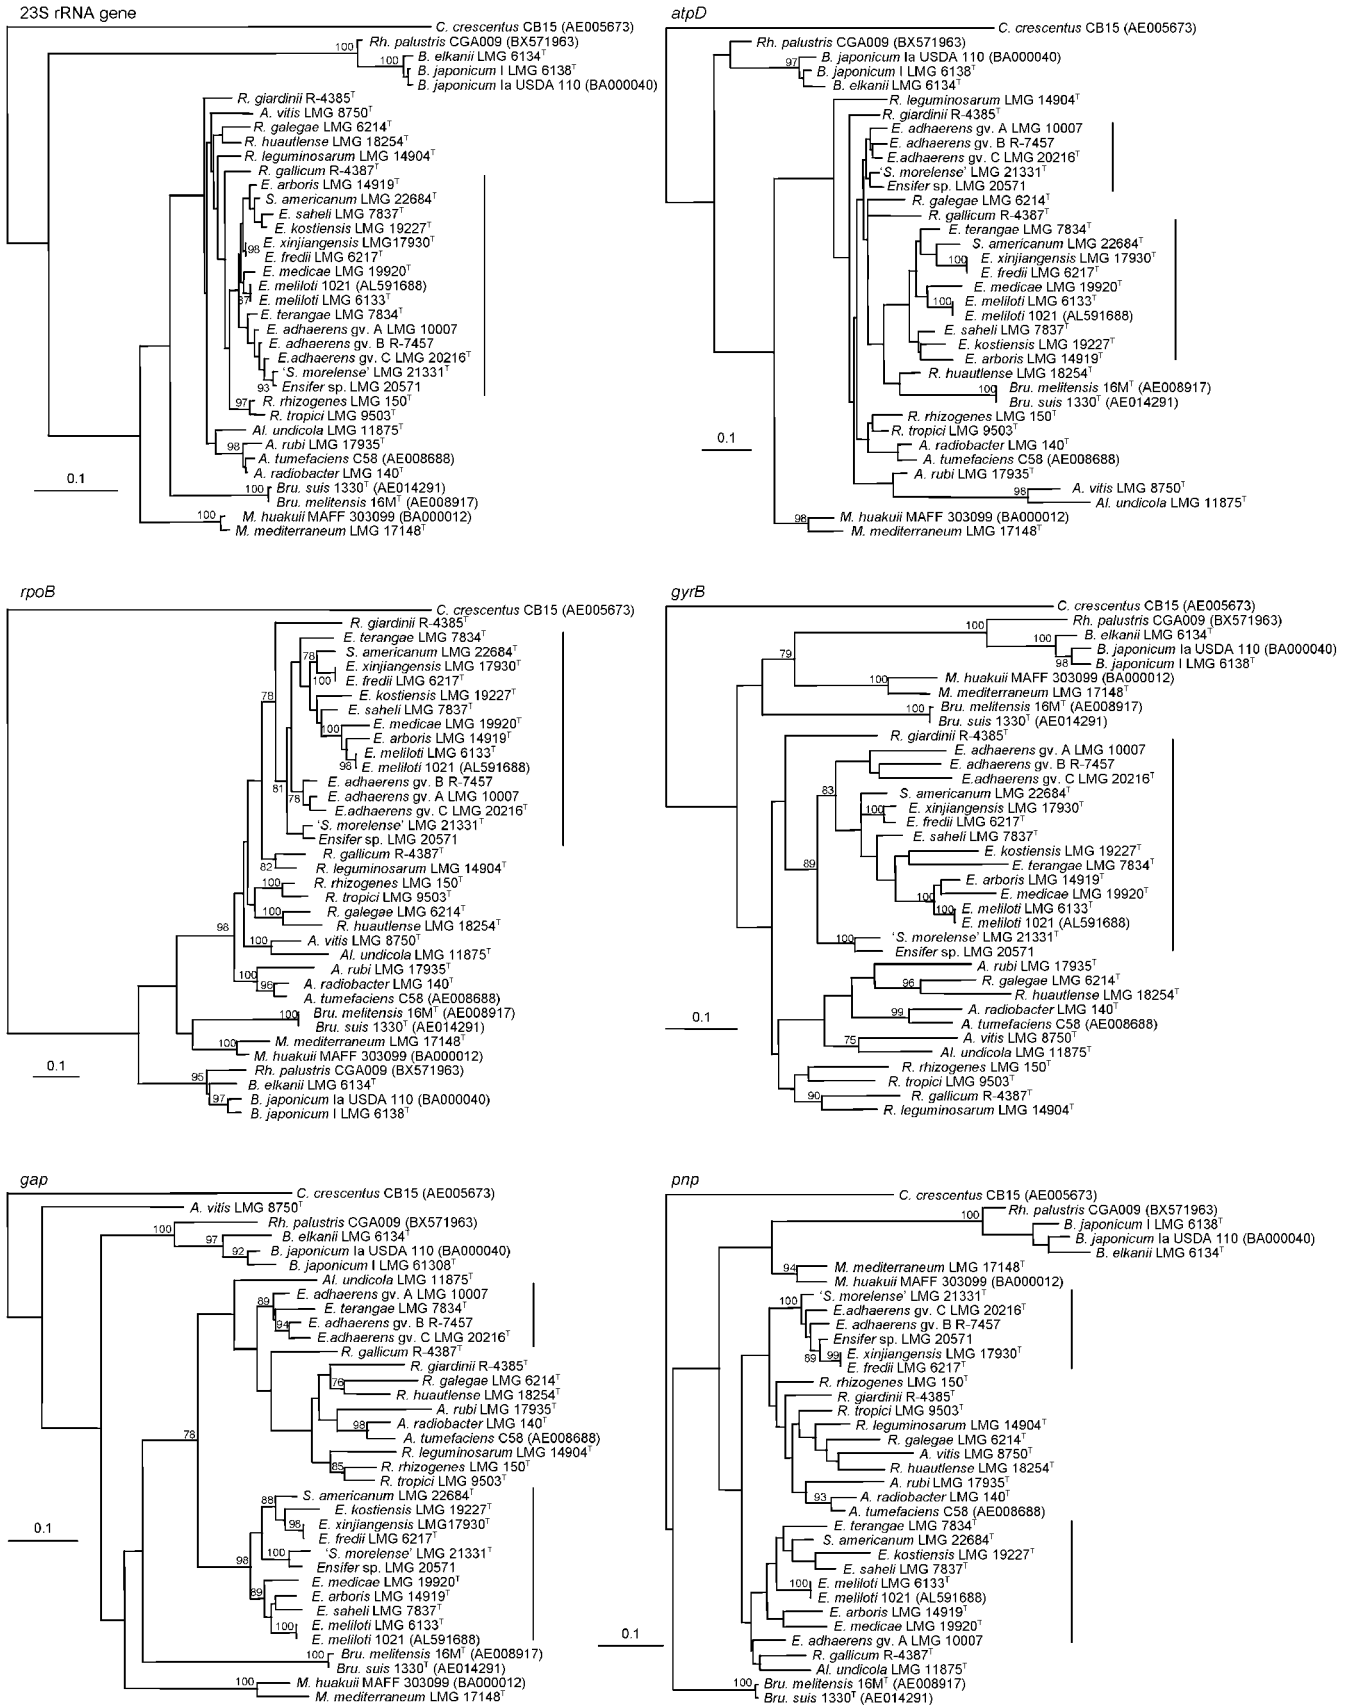 23S rRNA gene
C. crescentus CB15 (AE005673)
100
Rh. palustris CGA009 (BX571963)
100
B. elkanii LMG 6134ᵀ
B. japonicum I LMG 6138ᵀ
B. japonicum Ia USDA 110 (BA000040)
R. giardinii R-4385ᵀ
A. vitis LMG 8750ᵀ
R. galegae LMG 6214ᵀ
R. huautlense LMG 18254ᵀ
R. leguminosarum LMG 14904ᵀ
R. gallicum R-4387ᵀ
E. arboris LMG 14919ᵀ
S. americanum LMG 22684ᵀ
E. saheli LMG 7837ᵀ
E. kostiensis LMG 19227ᵀ
E. xinjiangensis LMG17930ᵀ
98
E. fredii LMG 6217ᵀ
E. medicae LMG 19920ᵀ
E. meliloti 1021 (AL591688)
87
E. meliloti LMG 6133ᵀ
E. terangae LMG 7834ᵀ
E. adhaerens gv. A LMG 10007
E. adhaerens gv. B R-7457
E.adhaerens gv. C LMG 20216ᵀ
'S. morelense' LMG 21331ᵀ
93
Ensifer sp. LMG 20571
97
R. rhizogenes LMG 150ᵀ
R. tropici LMG 9503ᵀ
Al. undicola LMG 11875ᵀ
98
A. rubi LMG 17935ᵀ
A. tumefaciens C58 (AE008688)
A. radiobacter LMG 140ᵀ
0.1
100
Bru. suis 1330ᵀ (AE014291)
Bru. melitensis 16Mᵀ (AE008917)
100
M. huakuii MAFF 303099 (BA000012)
M. mediterraneum LMG 17148ᵀ
atpD
C. crescentus CB15 (AE005673)
Rh. palustris CGA009 (BX571963)
97
B. japonicum Ia USDA 110 (BA000040)
B. japonicum I LMG 6138ᵀ
B. elkanii LMG 6134ᵀ
R. leguminosarum LMG 14904ᵀ
R. giardinii R-4385ᵀ
E. adhaerens gv. A LMG 10007
E. adhaerens gv. B R-7457
E.adhaerens gv. C LMG 20216ᵀ
'S. morelense' LMG 21331ᵀ
Ensifer sp. LMG 20571
R. galegae LMG 6214ᵀ
R. gallicum R-4387ᵀ
E. terangae LMG 7834ᵀ
S. americanum LMG 22684ᵀ
100
E. xinjiangensis LMG 17930ᵀ
E. fredii LMG 6217ᵀ
E. medicae LMG 19920ᵀ
100
E. meliloti LMG 6133ᵀ
E. meliloti 1021 (AL591688)
E. saheli LMG 7837ᵀ
E. kostiensis LMG 19227ᵀ
E. arboris LMG 14919ᵀ
R. huautlense LMG 18254ᵀ
100
Bru. melitensis 16Mᵀ (AE008917)
Bru. suis 1330ᵀ (AE014291)
R. rhizogenes LMG 150ᵀ
R. tropici LMG 9503ᵀ
0.1
A. radiobacter LMG 140ᵀ
A. tumefaciens C58 (AE008688)
A. rubi LMG 17935ᵀ
98
A. vitis LMG 8750ᵀ
Al. undicola LMG 11875ᵀ
98
M. huakuii MAFF 303099 (BA000012)
M. mediterraneum LMG 17148ᵀ
rpoB
C. crescentus CB15 (AE005673)
R. giardinii R-4385ᵀ
E. terangae LMG 7834ᵀ
78
S. americanum LMG 22684ᵀ
E. xinjiangensis LMG 17930ᵀ
100
E. fredii LMG 6217ᵀ
78
E. kostiensis LMG 19227ᵀ
E. saheli LMG 7837ᵀ
100
E. medicae LMG 19920ᵀ
E. arboris LMG 14919ᵀ
E. meliloti LMG 6133ᵀ
98
E. meliloti 1021 (AL591688)
81
E. adhaerens gv. B R-7457
78
E. adhaerens gv. A LMG 10007
E.adhaerens gv. C LMG 20216ᵀ
'S. morelense' LMG 21331ᵀ
Ensifer sp. LMG 20571
R. gallicum R-4387ᵀ
82
R. leguminosarum LMG 14904ᵀ
100
R. rhizogenes LMG 150ᵀ
R. tropici LMG 9503ᵀ
100
R. galegae LMG 6214ᵀ
98
R. huautlense LMG 18254ᵀ
100
A. vitis LMG 8750ᵀ
Al. undicola LMG 11875ᵀ
100
A. rubi LMG 17935ᵀ
96
A. radiobacter LMG 140ᵀ
A. tumefaciens C58 (AE008688)
100
Bru. melitensis 16Mᵀ (AE008917)
Bru. suis 1330ᵀ (AE014291)
100
M. mediterraneum LMG 17148ᵀ
M. huakuii MAFF 303099 (BA000012)
0.1
95
Rh. palustris CGA009 (BX571963)
B. elkanii LMG 6134ᵀ
97
B. japonicum Ia USDA 110 (BA000040)
B. japonicum I LMG 6138ᵀ
gyrB
C. crescentus CB15 (AE005673)
100
Rh. palustris CGA009 (BX571963)
100
B. elkanii LMG 6134ᵀ
B. japonicum Ia USDA 110 (BA000040)
98
B. japonicum I LMG 6138ᵀ
79
100
M. huakuii MAFF 303099 (BA000012)
M. mediterraneum LMG 17148ᵀ
100
Bru. melitensis 16Mᵀ (AE008917)
Bru. suis 1330ᵀ (AE014291)
R. giardinii R-4385ᵀ
E. adhaerens gv. A LMG 10007
E. adhaerens gv. B R-7457
E.adhaerens gv. C LMG 20216ᵀ
83
S. americanum LMG 22684ᵀ
100
E. xinjiangensis LMG 17930ᵀ
E. fredii LMG 6217ᵀ
E. saheli LMG 7837ᵀ
E. kostiensis LMG 19227ᵀ
89
E. terangae LMG 7834ᵀ
E. arboris LMG 14919ᵀ
100
E. medicae LMG 19920ᵀ
100
E. meliloti LMG 6133ᵀ
E. meliloti 1021 (AL591688)
100
'S. morelense' LMG 21331ᵀ
Ensifer sp. LMG 20571
A. rubi LMG 17935ᵀ
96
R. galegae LMG 6214ᵀ
R. huautlense LMG 18254ᵀ
99
A. radiobacter LMG 140ᵀ
0.1
A. tumefaciens C58 (AE008688)
75
A. vitis LMG 8750ᵀ
Al. undicola LMG 11875ᵀ
R. rhizogenes LMG 150ᵀ
R. tropici LMG 9503ᵀ
90
R. gallicum R-4387ᵀ
R. leguminosarum LMG 14904ᵀ
gap
C. crescentus CB15 (AE005673)
A. vitis LMG 8750ᵀ
100
Rh. palustris CGA009 (BX571963)
97
B. elkanii LMG 6134ᵀ
92
B. japonicum Ia USDA 110 (BA000040)
B. japonicum I LMG 61308ᵀ
Al. undicola LMG 11875ᵀ
89
E. adhaerens gv. A LMG 10007
E. terangae LMG 7834ᵀ
94
E. adhaerens gv. B R-7457
E.adhaerens gv. C LMG 20216ᵀ
R. gallicum R-4387ᵀ
R. giardinii R-4385ᵀ
76
R. galegae LMG 6214ᵀ
R. huautlense LMG 18254ᵀ
A. rubi LMG 17935ᵀ
98
A. radiobacter LMG 140ᵀ
78
A. tumefaciens C58 (AE008688)
R. leguminosarum LMG 14904ᵀ
85
R. rhizogenes LMG 150ᵀ
R. tropici LMG 9503ᵀ
88
S. americanum LMG 22684ᵀ
E. kostiensis LMG 19227ᵀ
98
E. xinjiangensis LMG17930ᵀ
0.1
E. fredii LMG 6217ᵀ
100
'S. morelense' LMG 21331ᵀ
98
Ensifer sp. LMG 20571
E. medicae LMG 19920ᵀ
89
E. arboris LMG 14919ᵀ
E. saheli LMG 7837ᵀ
100
E. meliloti LMG 6133ᵀ
E. meliloti 1021 (AL591688)
100
Bru. melitensis 16Mᵀ (AE008917)
Bru. suis 1330ᵀ (AE014291)
100
M. huakuii MAFF 303099 (BA000012)
M. mediterraneum LMG 17148ᵀ
pnp
C. crescentus CB15 (AE005673)
100
Rh. palustris CGA009 (BX571963)
B. japonicum I LMG 6138ᵀ
B. japonicum Ia USDA 110 (BA000040)
B. elkanii LMG 6134ᵀ
94
M. mediterraneum LMG 17148ᵀ
M. huakuii MAFF 303099 (BA000012)
100
'S. morelense' LMG 21331ᵀ
E.adhaerens gv. C LMG 20216ᵀ
E. adhaerens gv. B R-7457
Ensifer sp. LMG 20571
89
99
E. xinjiangensis LMG 17930ᵀ
E. fredii LMG 6217ᵀ
R. rhizogenes LMG 150ᵀ
R. giardinii R-4385ᵀ
R. tropici LMG 9503ᵀ
R. leguminosarum LMG 14904ᵀ
R. galegae LMG 6214ᵀ
A. vitis LMG 8750ᵀ
R. huautlense LMG 18254ᵀ
A. rubi LMG 17935ᵀ
93
A. radiobacter LMG 140ᵀ
A. tumefaciens C58 (AE008688)
E. terangae LMG 7834ᵀ
S. americanum LMG 22684ᵀ
E. kostiensis LMG 19227ᵀ
E. saheli LMG 7837ᵀ
100
E. meliloti LMG 6133ᵀ
E. meliloti 1021 (AL591688)
E. arboris LMG 14919ᵀ
E. medicae LMG 19920ᵀ
0.1
E. adhaerens gv. A LMG 10007
R. gallicum R-4387ᵀ
Al. undicola LMG 11875ᵀ
100
Bru. melitensis 16Mᵀ (AE008917)
Bru. suis 1330ᵀ (AE014291)